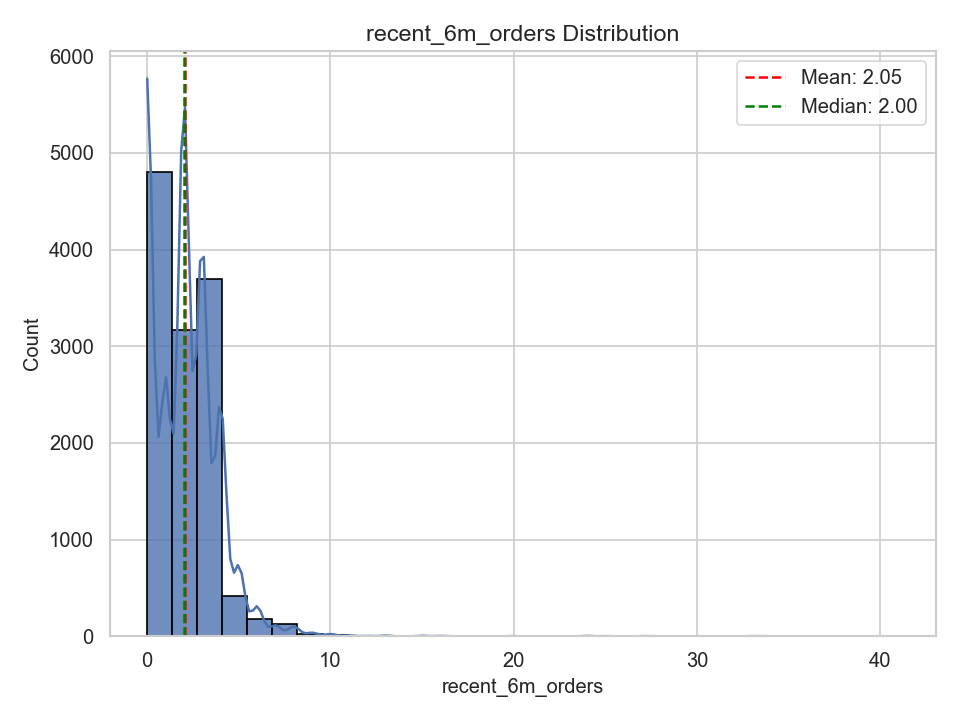 recent_6m_orders Distribution
Mean: 2.05
Median: 2.00
6000
5000
4000
3000
2000
1000
0
Count
0 10 20 30 40
recent_6m_orders